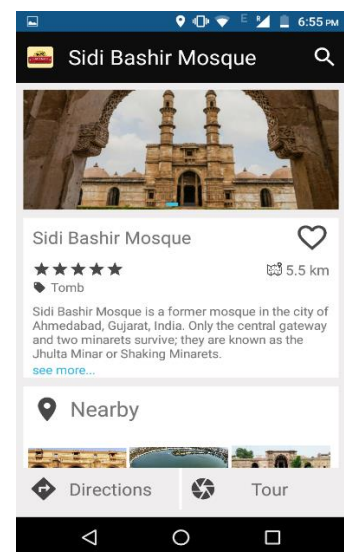 E R 6:55 PM
Sidi Bashir Mosque
Sidi Bashir Mosque
5.5 km
Tomb
Sidi Bashir Mosque is a former mosque in the city of
Ahmedabad, Gujarat, India. Only the central gateway
and two minarets survive; they are known as the
Jhulta Minar or Shaking Minarets.
see more...
Nearby
Directions Tour